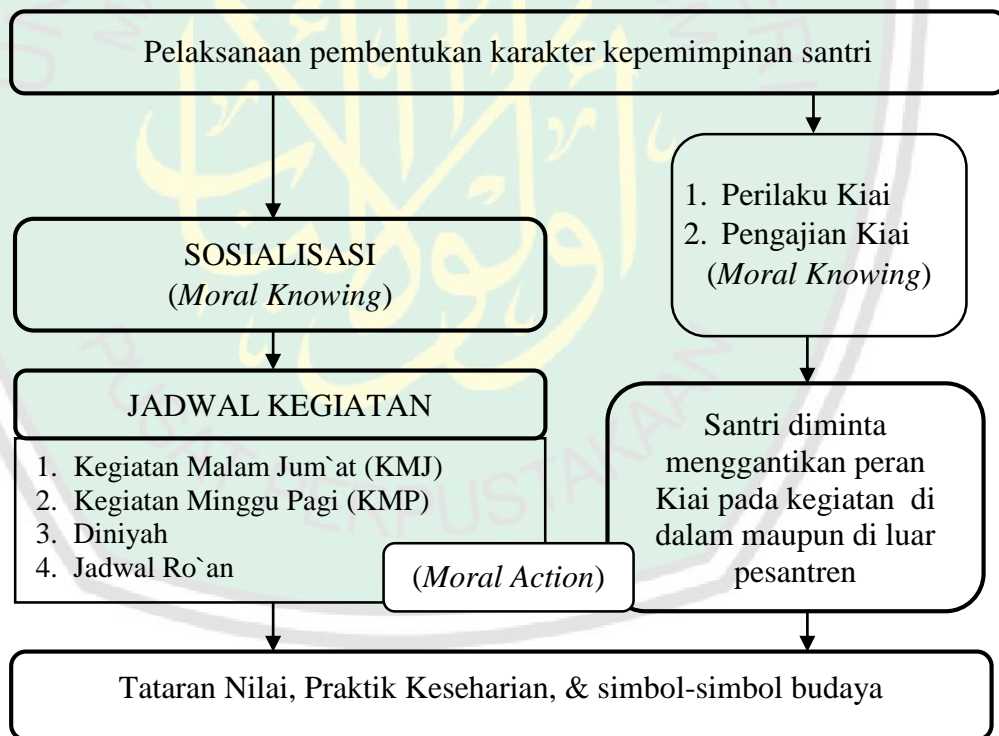 Pelaksanaan pembentukan karakter kepemimpinan santri
SOSIALISASI
(Moral Knowing)
JADWAL KEGIATAN
1. Kegiatan Malam Jum`at (KMJ)
2. Kegiatan Minggu Pagi (KMP)
3. Diniyah
4. Jadwal Ro`an
(Moral Action)
1. Perilaku Kiai
2. Pengajian Kiai
(Moral Knowing)
Santri diminta
menggantikan peran
Kiai pada kegiatan di
dalam maupun di luar
pesantren
Tataran Nilai, Praktik Keseharian, & simbol-simbol budaya
PUSAT PERPUSTAKAAN